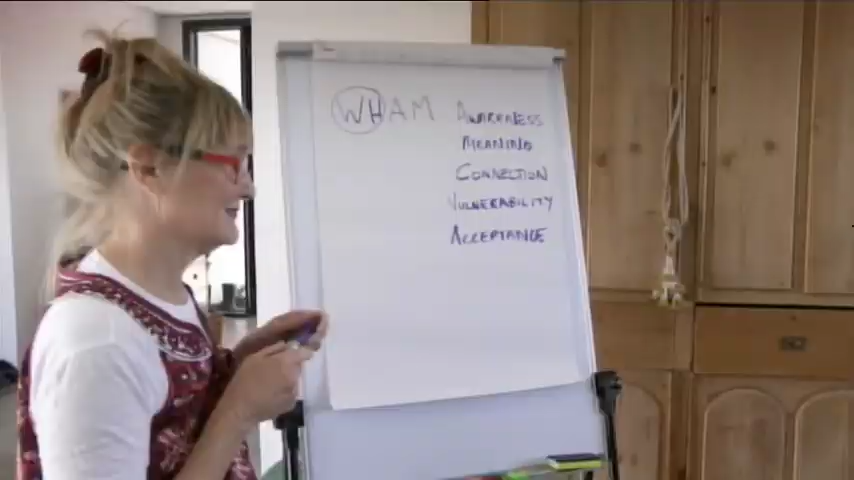 WHAM AWARENESS
MEANING
CONNECTION
VULNERABILITY
ACCEPTANCE